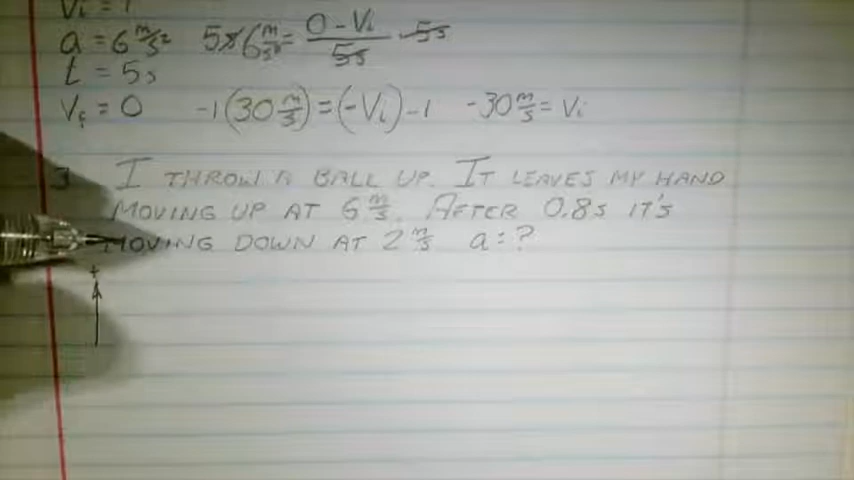 Vi =
a = 6 m/s² 5s × 6 m/s² = 0 - Vi / 5s · 5s
t = 5s
Vf = 0 -1(30 m/s) = (-Vi) -1 -30 m/s = Vi
3 I THROW A BALL UP. IT LEAVES MY HAND
MOVING UP AT 6 m/s. AFTER 0.8s IT'S
MOVING DOWN AT 2 m/s a = ?
+